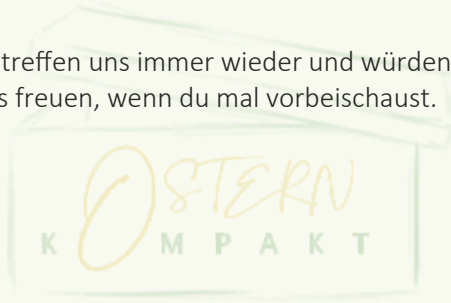 treffen uns immer wieder und würden
s freuen, wenn du mal vorbeischaust.
OSTERN
KOMPAKT